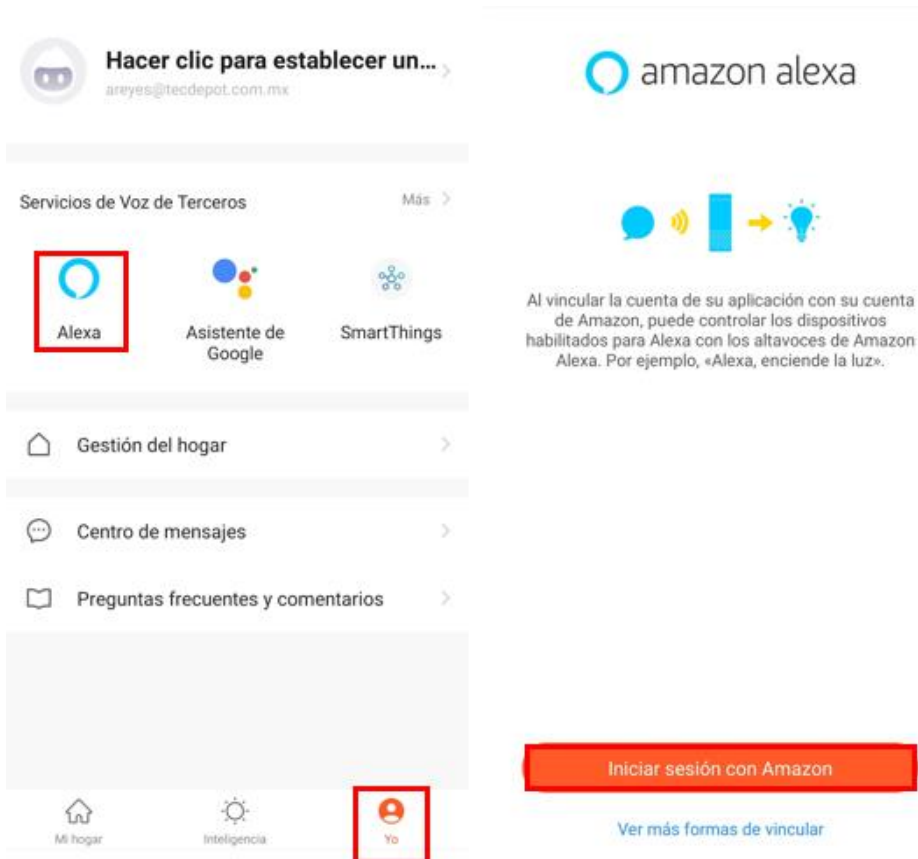 Hacer clic para establecer un...
areyes@tecdepot.com.mx
Servicios de Voz de Terceros
Más
Alexa
Asistente de
Google
SmartThings
Gestión del hogar
Centro de mensajes
Preguntas frecuentes y comentarios
Mi hogar
Inteligencia
Yo
amazon alexa
Al vincular la cuenta de su aplicación con su cuenta
de Amazon, puede controlar los dispositivos
habilitados para Alexa con los altavoces de Amazon
Alexa. Por ejemplo, «Alexa, enciende la luz».
Iniciar sesión con Amazon
Ver más formas de vincular